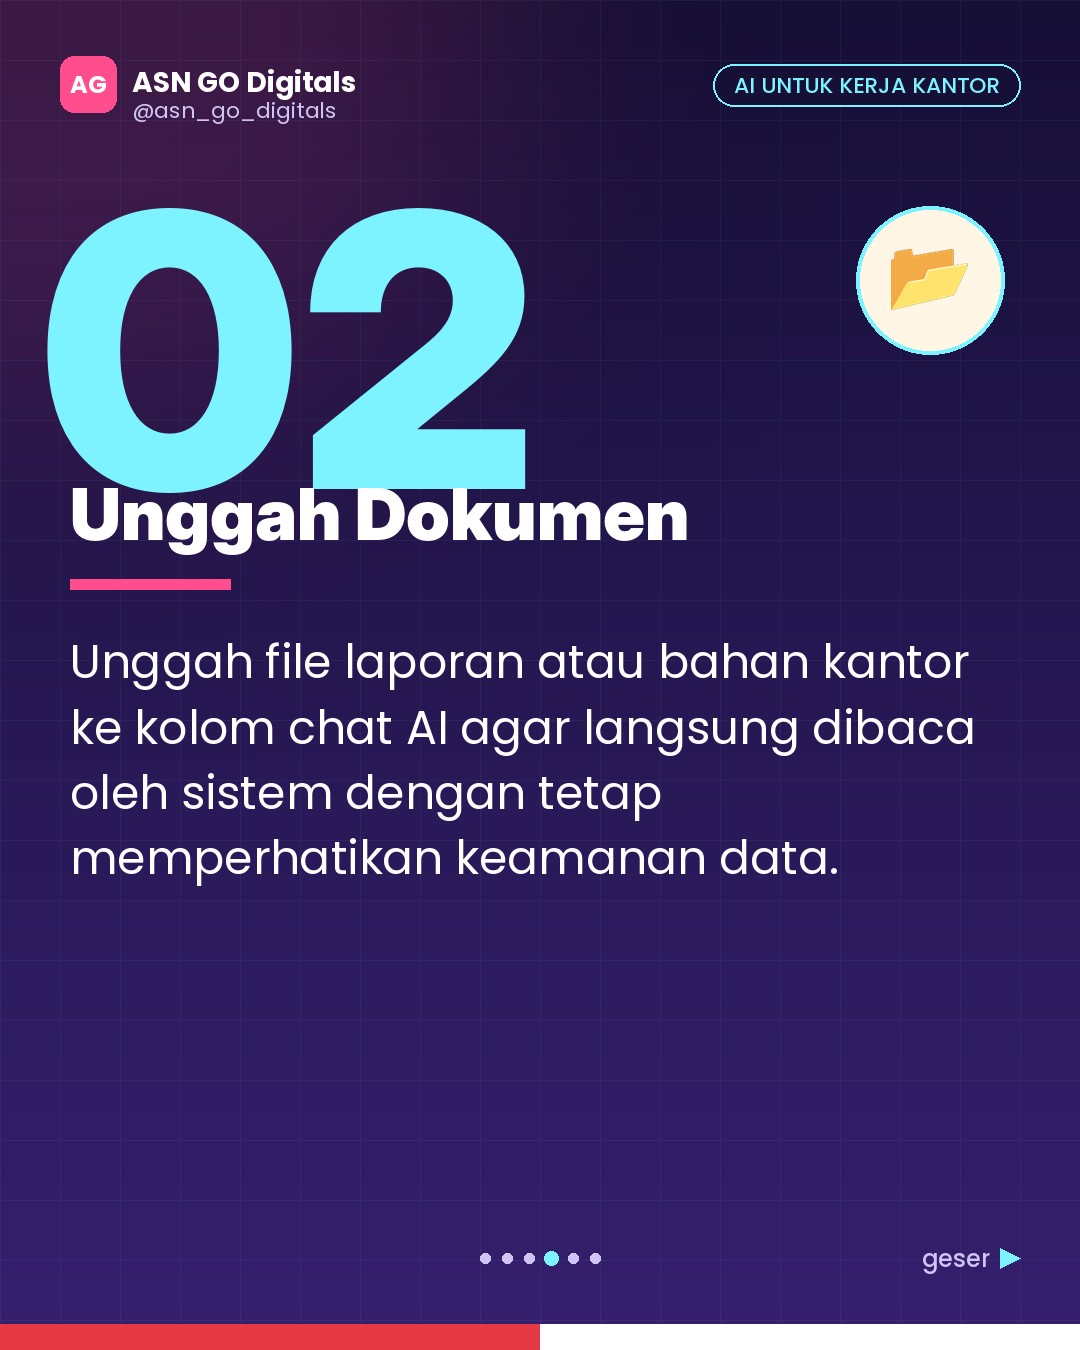 AG
ASN GO Digitals
@asn_go_digitals
AI UNTUK KERJA KANTOR
02
Unggah Dokumen
Unggah file laporan atau bahan kantor
ke kolom chat AI agar langsung dibaca
oleh sistem dengan tetap
memperhatikan keamanan data.
geser